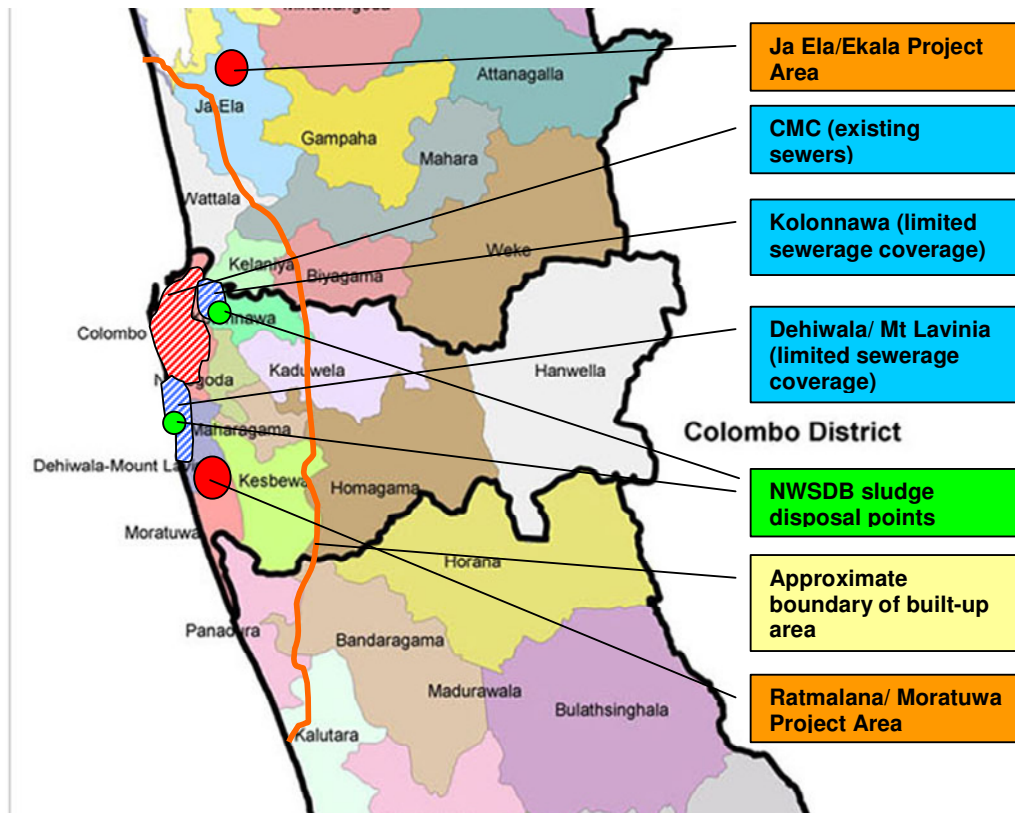 Ja Ela/Ekala Project
Area
CMC (existing
sewers)
Kolonnawa (limited
sewerage coverage)
Dehiwala/ Mt Lavinia
(limited sewerage
coverage)
Colombo District
NWSDB sludge
disposal points
Approximate
boundary of built-up
area
Ratmalana/ Moratuwa
Project Area
Attanagalla
Ja Ela
Gampaha
Mahara
Wattala
Weke
Kelaniya
Biyagama
nnawa
Colombo
Kaduwela
Hanwella
N
goda
Maharagama
Dehiwala-Mount Lavi
Kesbewa
Homagama
Moratuwa
Horana
Panadura
Bandaragama
Madurawala
Bulathsinghala
Kalutara